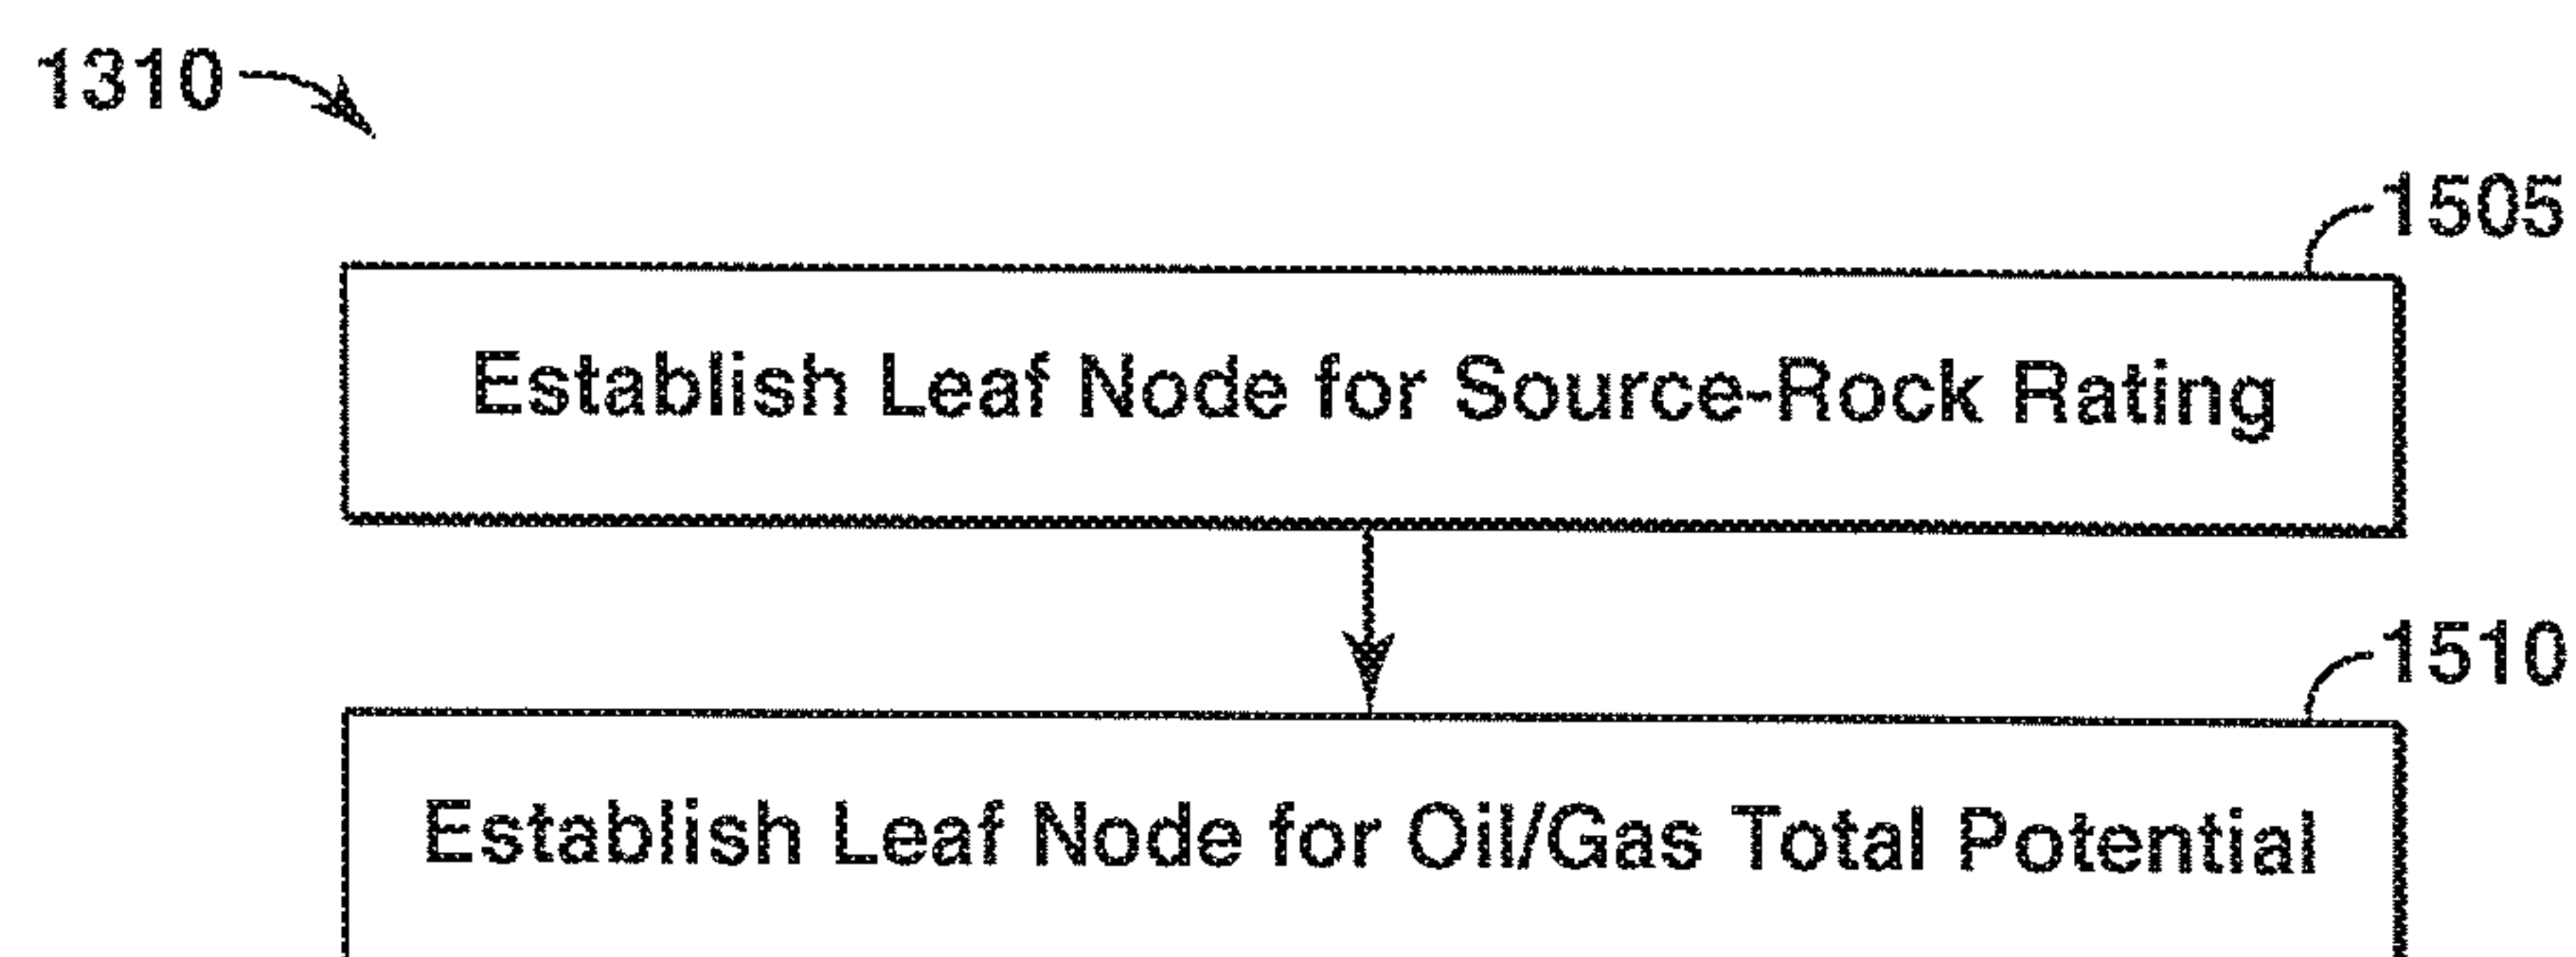 1310
1505
Establish Leaf Node for Source-Rock Rating
1510
Establish Leaf Node for Oil/Gas Total Potential